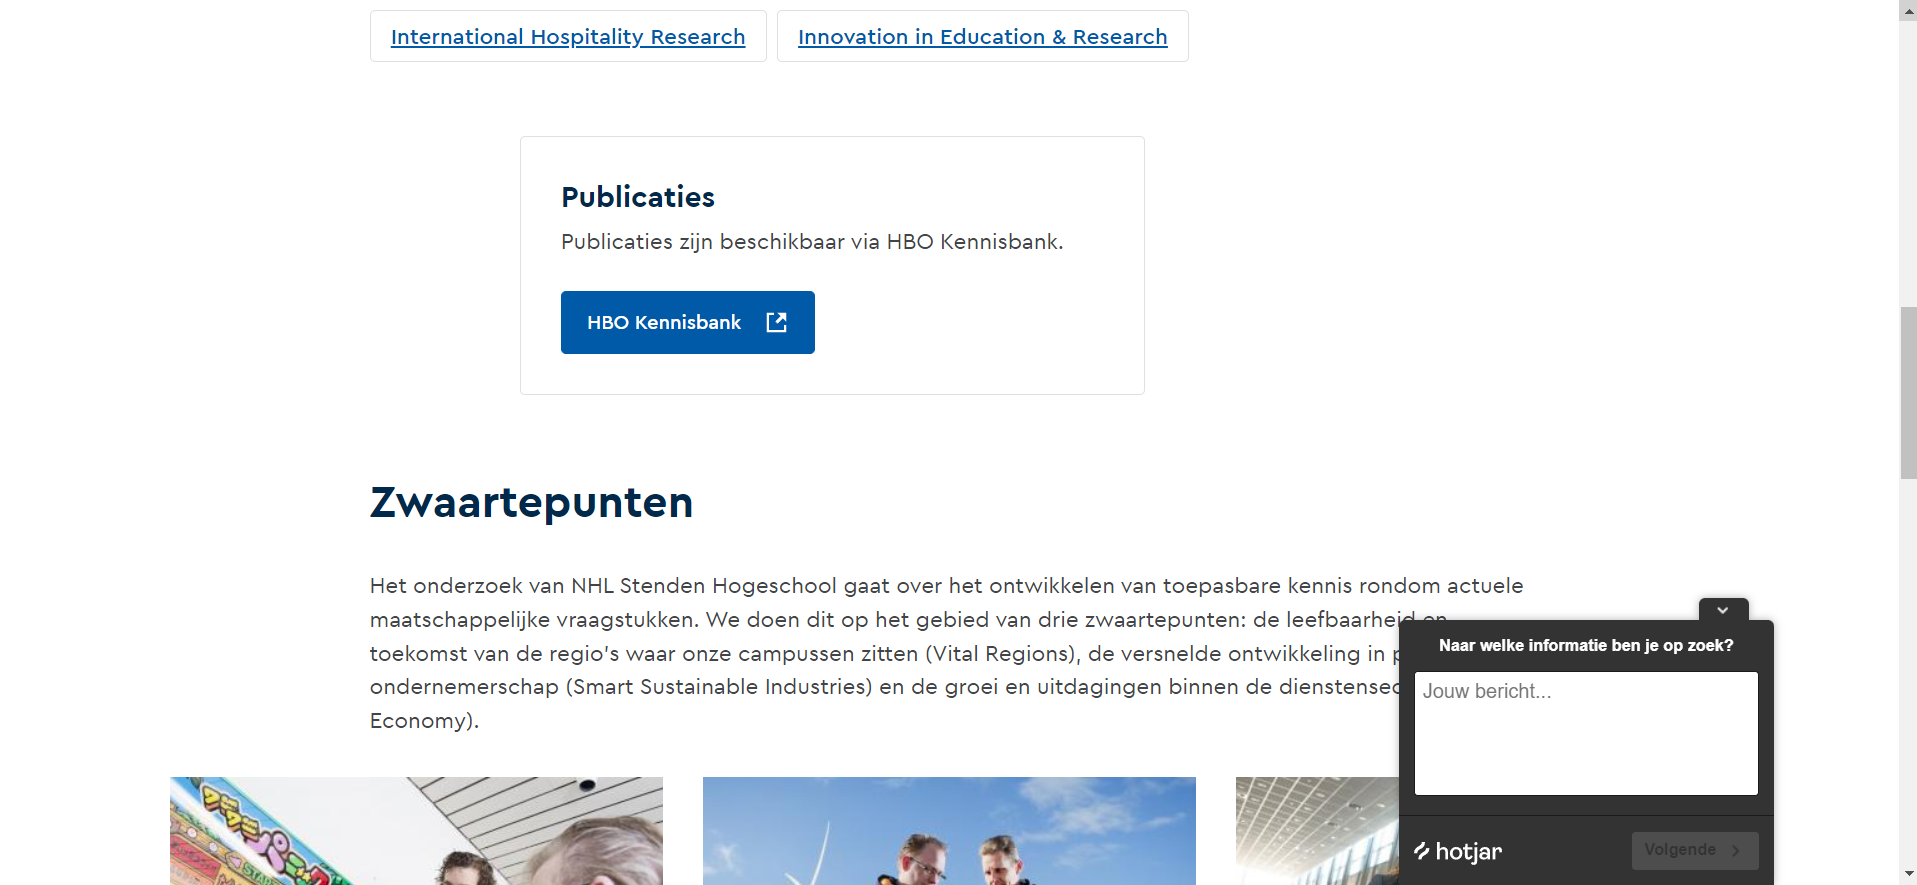 International Hospitality Research
Innovation in Education & Research
Publicaties
Publicaties zijn beschikbaar via HBO Kennisbank.
HBO Kennisbank
Zwaartepunten
Het onderzoek van NHL Stenden Hogeschool gaat over het ontwikkelen van toepasbare kennis rondom actuele
maatschappelijke vraagstukken. We doen dit op het gebied van drie zwaartepunten: de leefbaarheid en
toekomst van de regio's waar onze campussen zitten (Vital Regions), de versnelde ontwikkeling in
ondernemerschap (Smart Sustainable Industries) en de groei en uitdagingen binnen de
Economy).
Naar welke informatie ben je op zoek?
Jouw bericht...
hotjar
Volgende
START